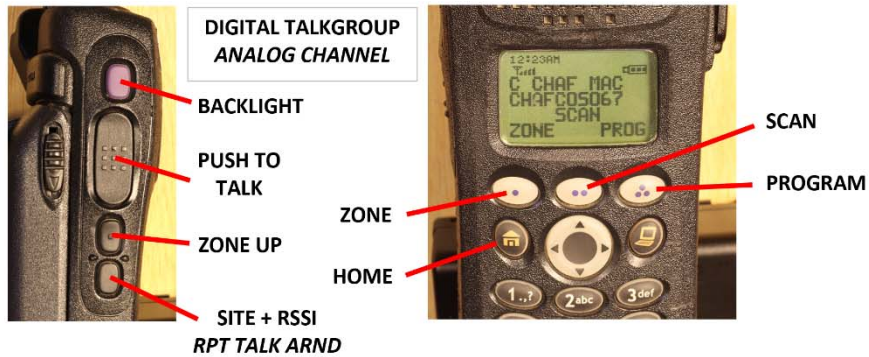 DIGITAL TALKGROUP
ANALOG CHANNEL
BACKLIGHT
PUSH TO
TALK
ZONE UP
SITE + RSSI
RPT TALK ARND
12:23AM
C CHAF MAC
CHAFCOS067
SCAN
ZONE PROG
SCAN
PROGRAM
ZONE
HOME
1.,?
2abc
3def